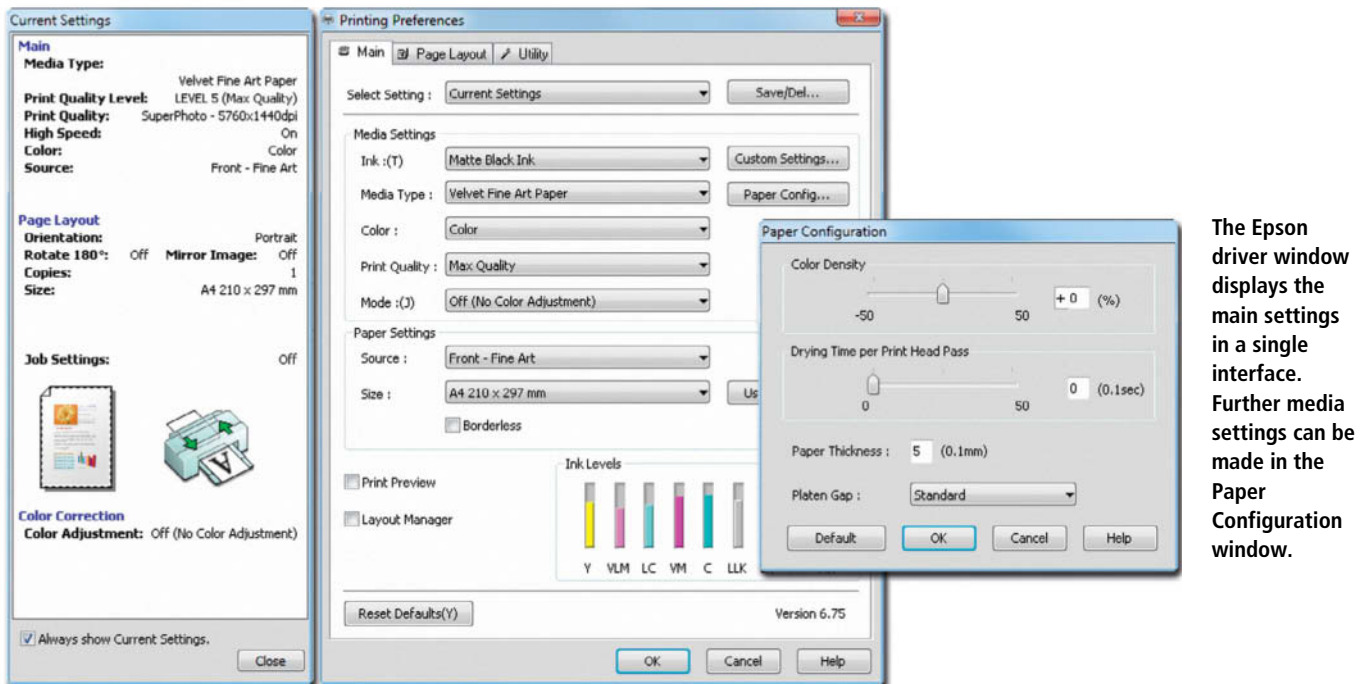 Current Settings
Main
Media Type:
Velvet Fine Art Paper
Print Quality Level: LEVEL 5 (Max Quality)
Print Quality: SuperPhoto - 5760x1440dpi
High Speed: On
Color: Color
Source: Front - Fine Art
Page Layout
Orientation: Portrait
Rotate 180°: Off Mirror Image: Off
Copies: 1
Size: A4 210 x 297 mm
Job Settings: Off
A
Color Correction
Color Adjustment: Off (No Color Adjustment)
Always show Current Settings.
Close
Printing Preferences
Main Page Layout Utility
Select Setting : Current Settings Save/Del...
Media Settings
Ink :(T) Matte Black Ink Custom Settings...
Media Type : Velvet Fine Art Paper Paper Config...
Color : Color
Print Quality : Max Quality
Mode :(J) Off (No Color Adjustment)
Paper Settings
Source : Front - Fine Art
Size : A4 210 x 297 mm Us
Borderless
Print Preview
Layout Manager
Ink Levels
Y VLM LC VM C LLK
Reset Defaults(Y) Version 6.75
OK Cancel Help
Paper Configuration
Color Density
+ 0 (%)
-50 50
Drying Time per Print Head Pass
0 (0.1sec)
0 50
Paper Thickness : 5 (0.1mm)
Platen Gap : Standard
Default OK Cancel Help
The Epson
driver window
displays the
main settings
in a single
interface.
Further media
settings can be
made in the
Paper
Configuration
window.